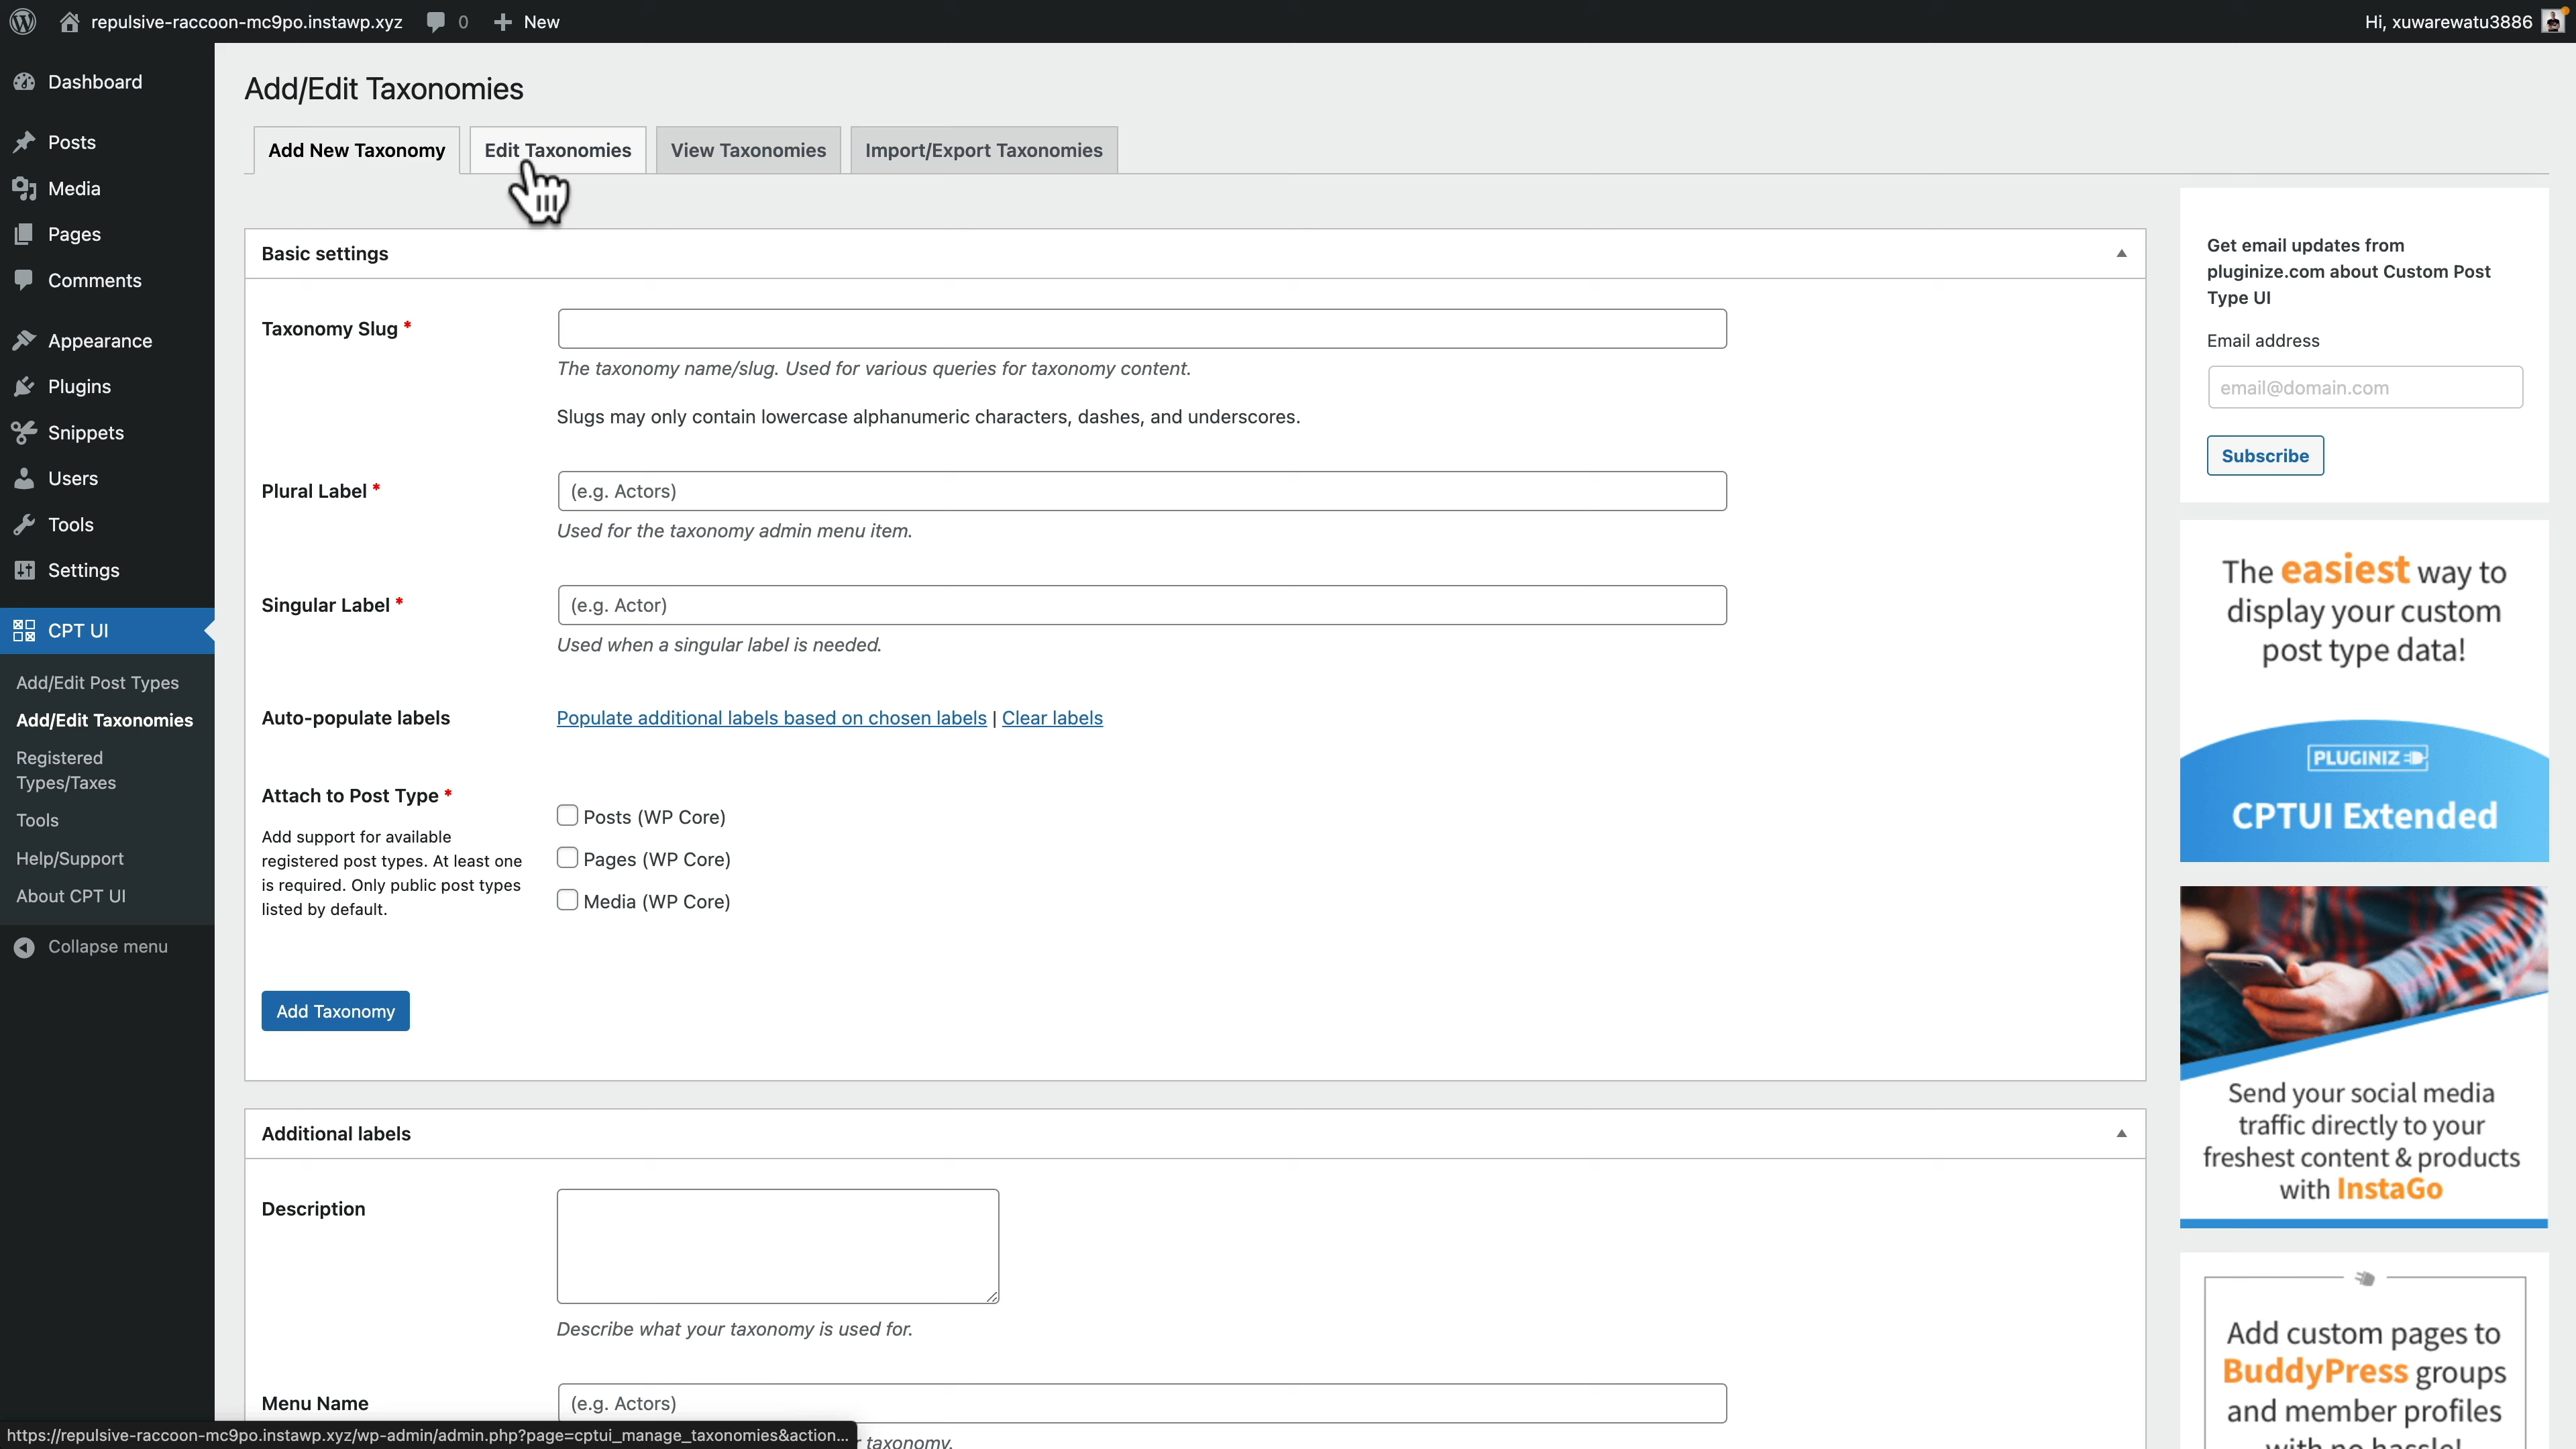 repulsive-raccoon-mc9po.instawp.xyz 0 New Hi, xuwarewatu3886
Dashboard
Posts
Media
Pages
Comments
Appearance
Plugins
Snippets
Users
Tools
Settings
CPT UI
Add/Edit Post Types
Add/Edit Taxonomies
Registered
Types/Taxes
Tools
Help/Support
About CPT UI
Collapse menu
Add/Edit Taxonomies
Add New Taxonomy Edit Taxonomies View Taxonomies Import/Export Taxonomies
Basic settings
Taxonomy Slug *
The taxonomy name/slug. Used for various queries for taxonomy content.
Slugs may only contain lowercase alphanumeric characters, dashes, and underscores.
Plural Label *
(e.g. Actors)
Used for the taxonomy admin menu item.
Singular Label *
(e.g. Actor)
Used when a singular label is needed.
Auto-populate labels
Populate additional labels based on chosen labels | Clear labels
Attach to Post Type *
Add support for available
registered post types. At least one
is required. Only public post types
listed by default.
Posts (WP Core)
Pages (WP Core)
Media (WP Core)
Add Taxonomy
Additional labels
Description
Describe what your taxonomy is used for.
Menu Name
(e.g. Actors)
r taxonomy.
https://repulsive-raccoon-mc9po.instawp.xyz/wp-admin/admin.php?page=cptui_manage_taxonomies&action...
Get email updates from
pluginize.com about Custom Post
Type UI
Email address
email@domain.com
Subscribe
The easiest way to
display your custom
post type data!
PLUGINIZ
CPTUI Extended
Send your social media
traffic directly to your
freshest content & products
with InstaGo
Add custom pages to
BuddyPress groups
and member profiles
with no hassle!